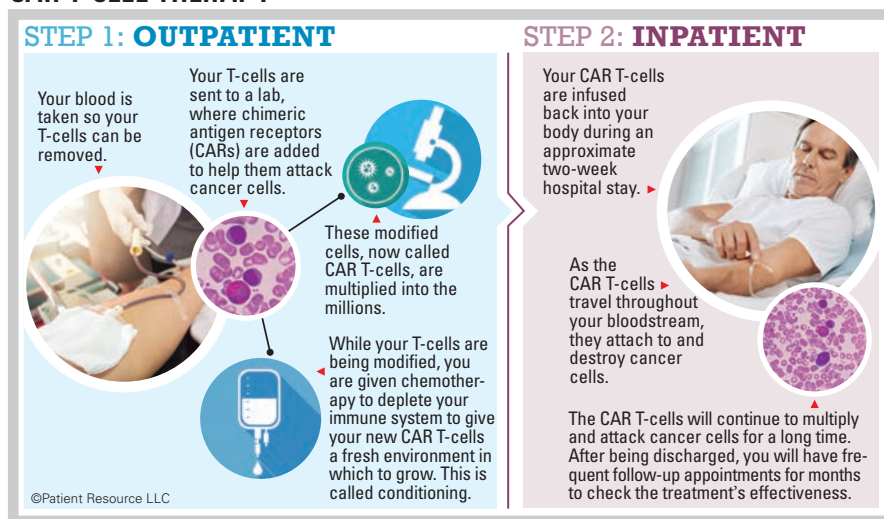 STEP 1: OUTPATIENT
Your blood is
taken so your
T-cells can be
removed.
Your T-cells are
sent to a lab,
where chimeric
antigen receptors
(CARs) are added
to help them attack
cancer cells.
These modified
cells, now called
CAR T-cells, are
multiplied into the
millions.
While your T-cells are
being modified, you
are given chemother-
apy to deplete your
immune system to give
your new CAR T-cells
a fresh environment in
which to grow. This is
called conditioning.
©Patient Resource LLC
STEP 2: INPATIENT
Your CAR T-cells
are infused
back into your
body during an
approximate
two-week
hospital stay.
As the
CAR T-cells
travel throughout
your bloodstream,
they attach to and
destroy cancer
cells.
The CAR T-cells will continue to multiply
and attack cancer cells for a long time.
After being discharged, you will have fre-
quent follow-up appointments for months
to check the treatment's effectiveness.